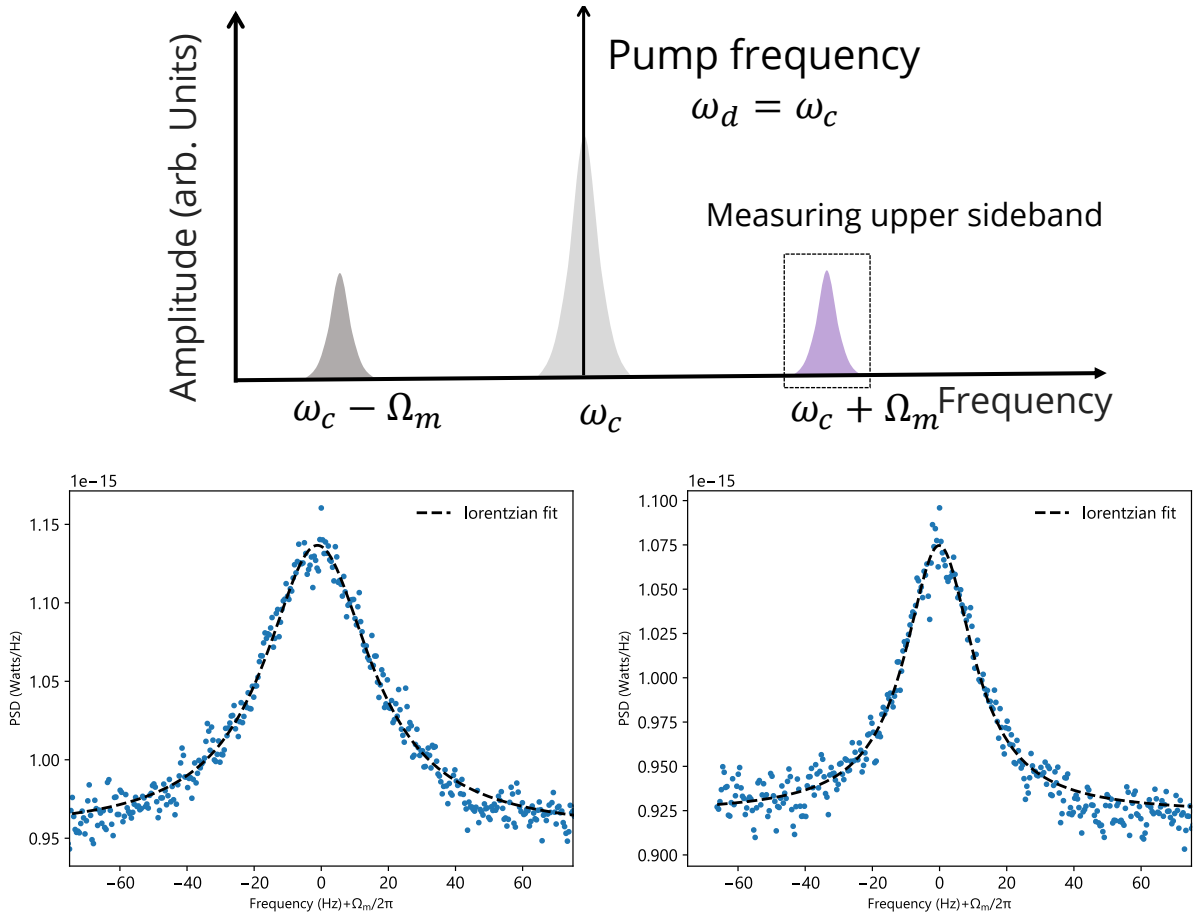 Amplitude (arb. Units)
Pump frequency
ω_d = ω_c
Measuring upper sideband
ω_c − Ω_m
ω_c
ω_c + Ω_m
Frequency
1e−15
PSD (Watts/Hz)
1.15
1.10
1.05
1.00
0.95
lorentzian fit
−60 −40 −20 0 20 40 60
Frequency (Hz)+Ω_m/2π
1e−15
PSD (Watts/Hz)
1.100
1.075
1.050
1.025
1.000
0.975
0.950
0.925
0.900
lorentzian fit
−60 −40 −20 0 20 40 60
Frequency (Hz)+Ω_m/2π